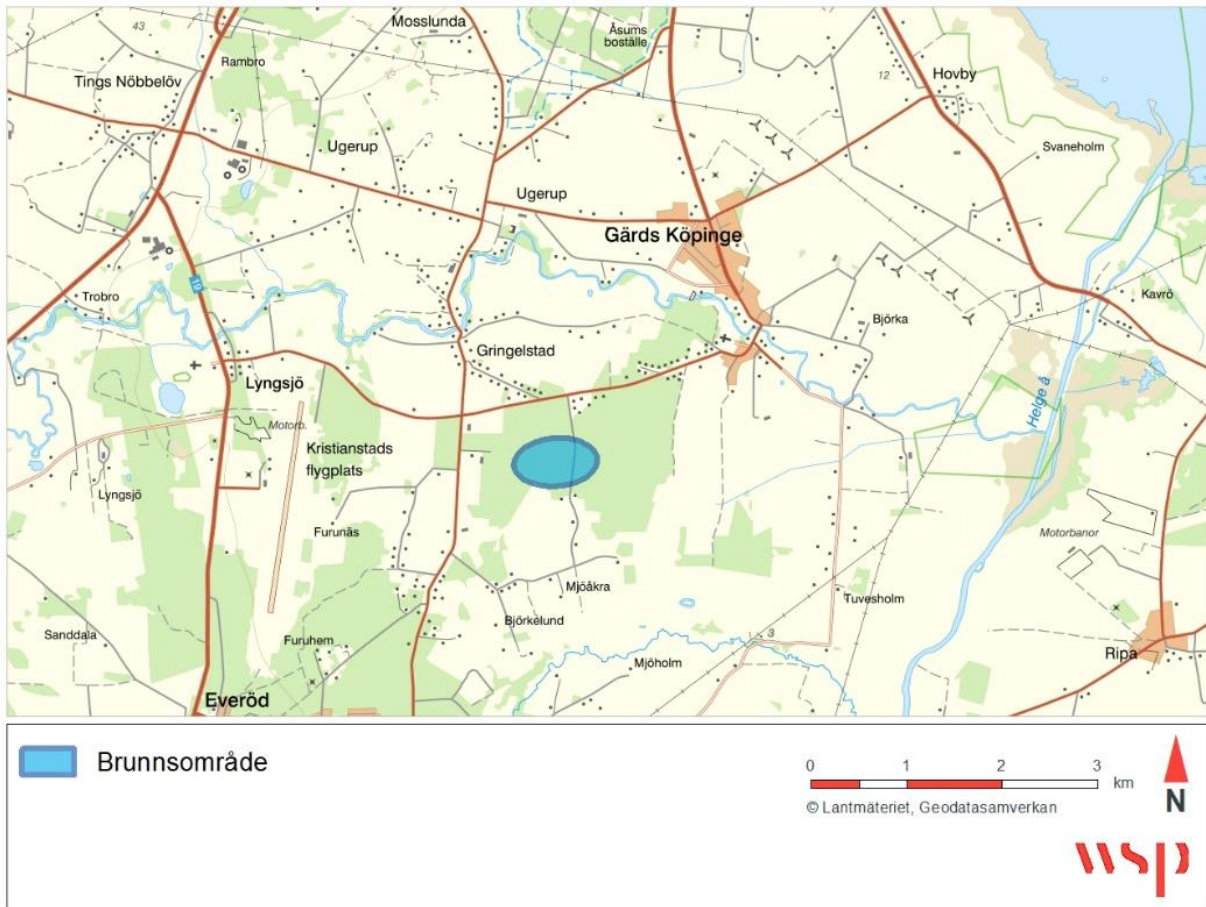 43
Mosslunda
Åsums
boställe
Rambro
Tings Nöbbelöv
25
12
Hovby
Ugerup
Svaneholm
Ugerup
Gärds Köpinge
19
Trobro
Kavrö
Björka
Gringelstad
Lyngsjö
Helge å
Motorb.
Kristianstads
flygplats
Lyngsjö
Furunäs
Motorbanor
Mjöåkra
Tuvesholm
Björkelund
Sanddala
Furuhem
3
Mjöholm
Ripa
Everöd
Brunnsområde
0 1 2 3
km
© Lantmäteriet, Geodatasamverkan
N
wsp